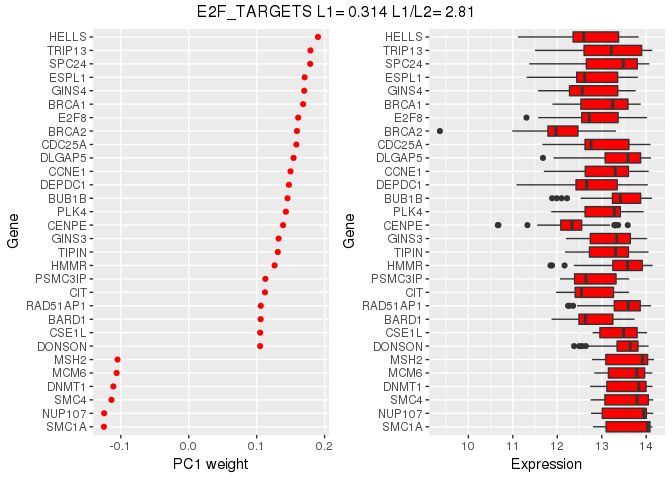 E2F_TARGETS L1= 0.314 L1/L2= 2.81
Gene
HELLS
TRIP13
SPC24
ESPL1
GINS4
BRCA1
E2F8
BRCA2
CDC25A
DLGAP5
CCNE1
DEPDC1
BUB1B
PLK4
CENPE
GINS3
TIPIN
HMMR
PSMC3IP
CIT
RAD51AP1
BARD1
CSE1L
DONSON
MSH2
MCM6
DNMT1
SMC4
NUP107
SMC1A
-0.1 0.0 0.1 0.2
PC1 weight
Gene
HELLS
TRIP13
SPC24
ESPL1
GINS4
BRCA1
E2F8
BRCA2
CDC25A
DLGAP5
CCNE1
DEPDC1
BUB1B
PLK4
CENPE
GINS3
TIPIN
HMMR
PSMC3IP
CIT
RAD51AP1
BARD1
CSE1L
DONSON
MSH2
MCM6
DNMT1
SMC4
NUP107
SMC1A
10 11 12 13 14
Expression